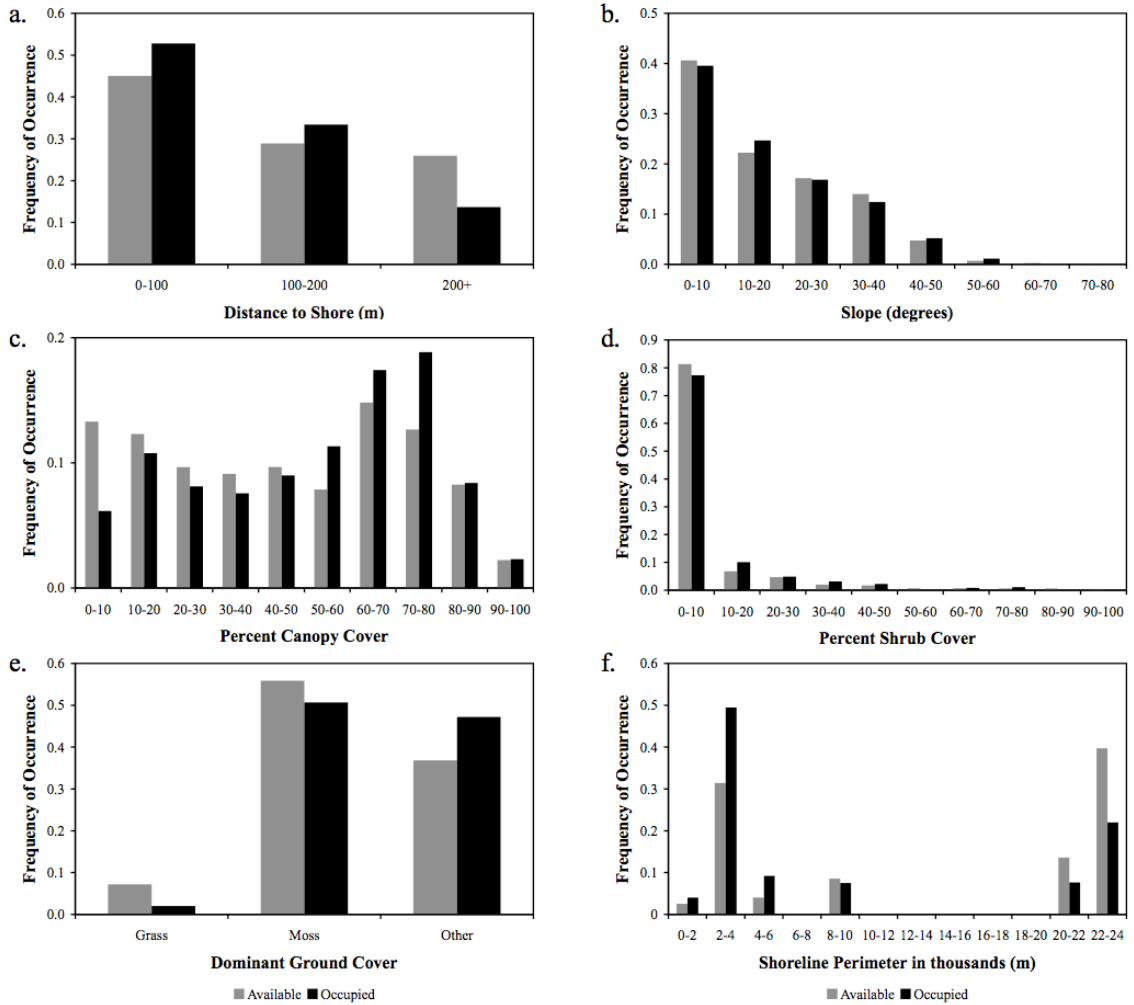 a.
Frequency of Occurrence
0.6
0.5
0.4
0.3
0.2
0.1
0.0
0-100 100-200 200+
Distance to Shore (m)
b.
Frequency of Occurrence
0.5
0.4
0.3
0.2
0.1
0.0
0-10 10-20 20-30 30-40 40-50 50-60 60-70 70-80
Slope (degrees)
c.
Frequency of Occurrence
0.2
0.1
0.0
0-10 10-20 20-30 30-40 40-50 50-60 60-70 70-80 80-90 90-100
Percent Canopy Cover
d.
Frequency of Occurrence
0.9
0.8
0.7
0.6
0.5
0.4
0.3
0.2
0.1
0.0
0-10 10-20 20-30 30-40 40-50 50-60 60-70 70-80 80-90 90-100
Percent Shrub Cover
e.
Frequency of Occurrence
0.6
0.5
0.4
0.3
0.2
0.1
0.0
Grass Moss Other
Dominant Ground Cover
Available Occupied
f.
Frequency of Occurrence
0.6
0.5
0.4
0.3
0.2
0.1
0
0-2 2-4 4-6 6-8 8-10 10-12 12-14 14-16 16-18 18-20 20-22 22-24
Shoreline Perimeter in thousands (m)
Available Occupied